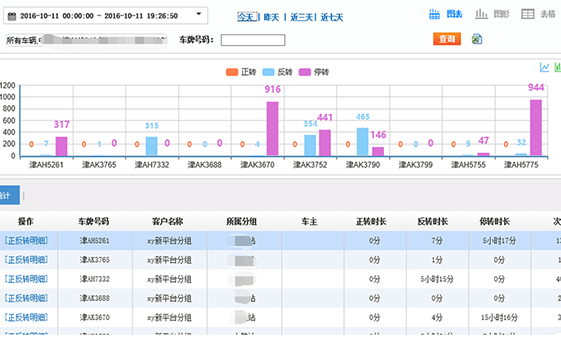 2016-10-11 00:00:00 - 2016-10-11 19:26:50 今天 | 昨天 | 近三天 | 近七天 图表 图形 表格
所有车辆, 车牌号码: 查询
正转 反转 停转
1200
1000
800
600
400
200
0
0 7 317 0 1 0 0 315 0 0 0 0 0 4 916 0 354 441 0 465 146 0 0 0 0 9 47 0 32 944
津AH5261 津AK3765 津AH7332 津AK3688 津AK3670 津AK3752 津AK3790 津AK3799 津AH5755 津AH5775
操作 车牌号码 客户名称 所属分组 车主 正转时长 反转时长 停转时长 次
[正反转明细] 津AH5261 xy新平台分组 站 0分 7分 5小时17分
[正反转明细] 津AK3765 xy新平台分组 0分 1分 0分
[正反转明细] 津AH7332 xy新平台分组 0分 5小时15分 0分
[正反转明细] 津AK3688 xy新平台分组 站 0分 0分 0分
[正反转明细] 津AK3670 xy新平台分组 站 0分 4分 15小时16分